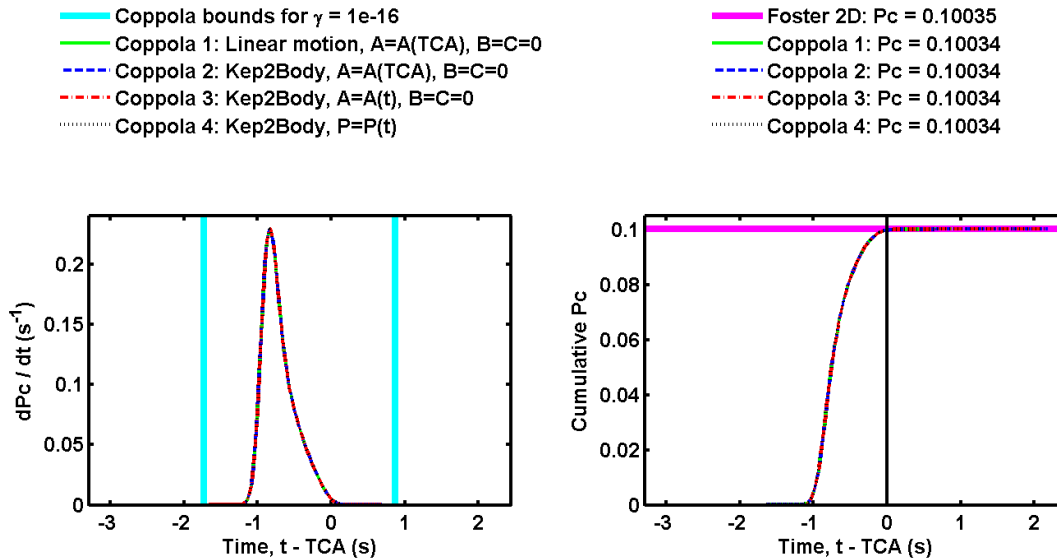 Coppola bounds for γ = 1e-16
Coppola 1: Linear motion, A=A(TCA), B=C=0
Coppola 2: Kep2Body, A=A(TCA), B=C=0
Coppola 3: Kep2Body, A=A(t), B=C=0
Coppola 4: Kep2Body, P=P(t)
Foster 2D: Pc = 0.10035
Coppola 1: Pc = 0.10034
Coppola 2: Pc = 0.10034
Coppola 3: Pc = 0.10034
Coppola 4: Pc = 0.10034
dPc / dt (s⁻¹)
0.2
0.15
0.1
0.05
0
-3 -2 -1 0 1 2
Time, t - TCA (s)
Cumulative Pc
0.1
0.08
0.06
0.04
0.02
0
-3 -2 -1 0 1 2
Time, t - TCA (s)